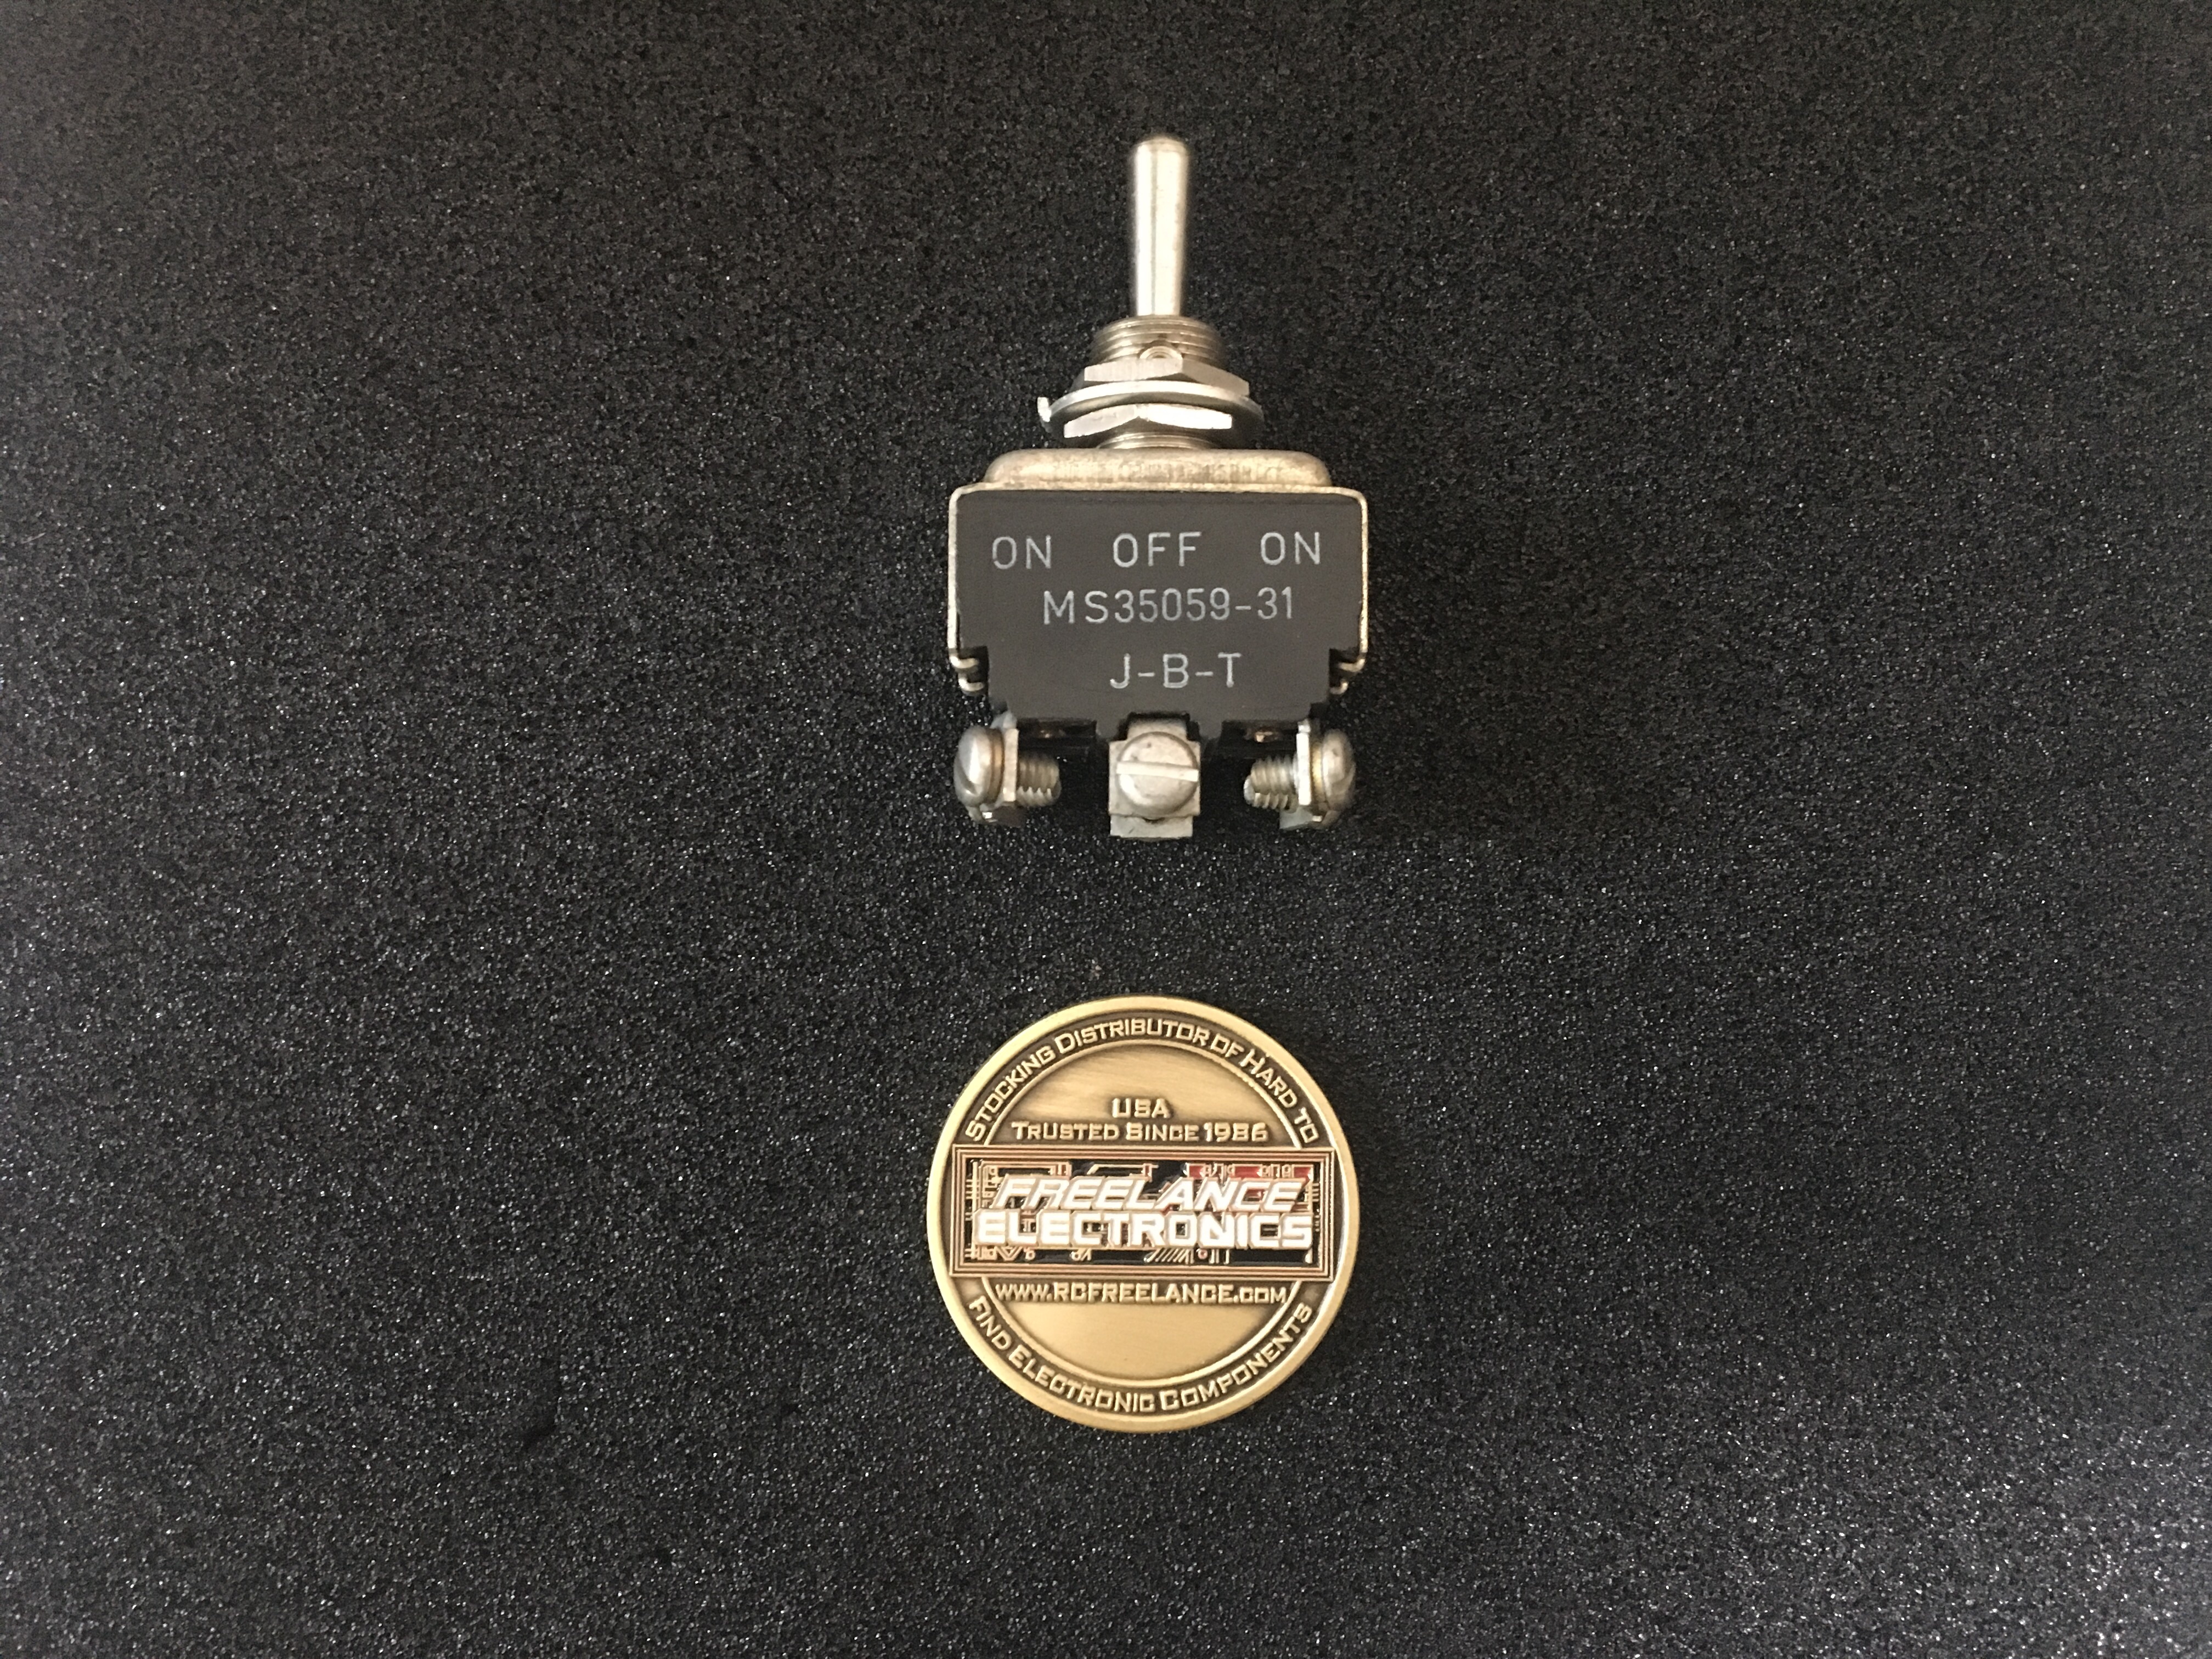 ON OFF ON
MS35059-31
J-B-T
STOCKING DISTRIBUTOR OF HARD TO
USA
TRUSTED SINCE 1986
FREELANCE
ELECTRONICS
WWW.RCFREELANCE.COM
FIND ELECTRONIC COMPONENTS